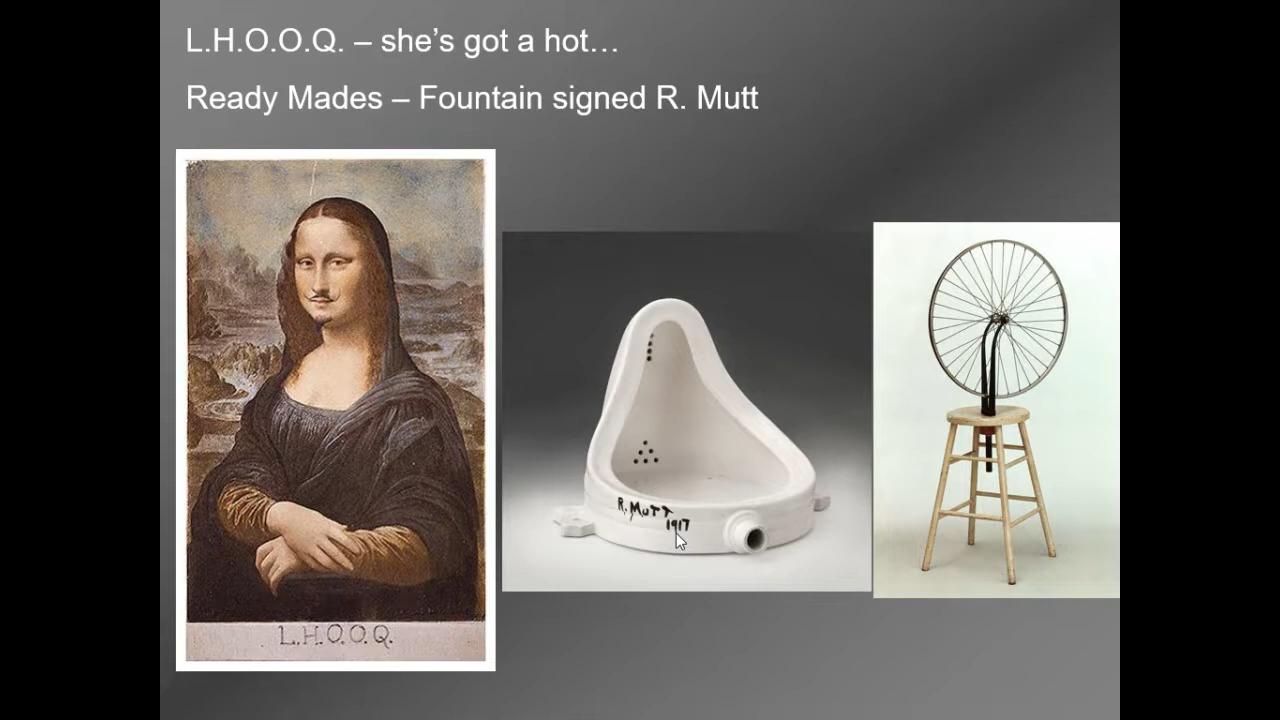 L.H.O.O.Q. – she's got a hot…
Ready Mades – Fountain signed R. Mutt
R. MUTT
1917
L.H.O.O.Q.